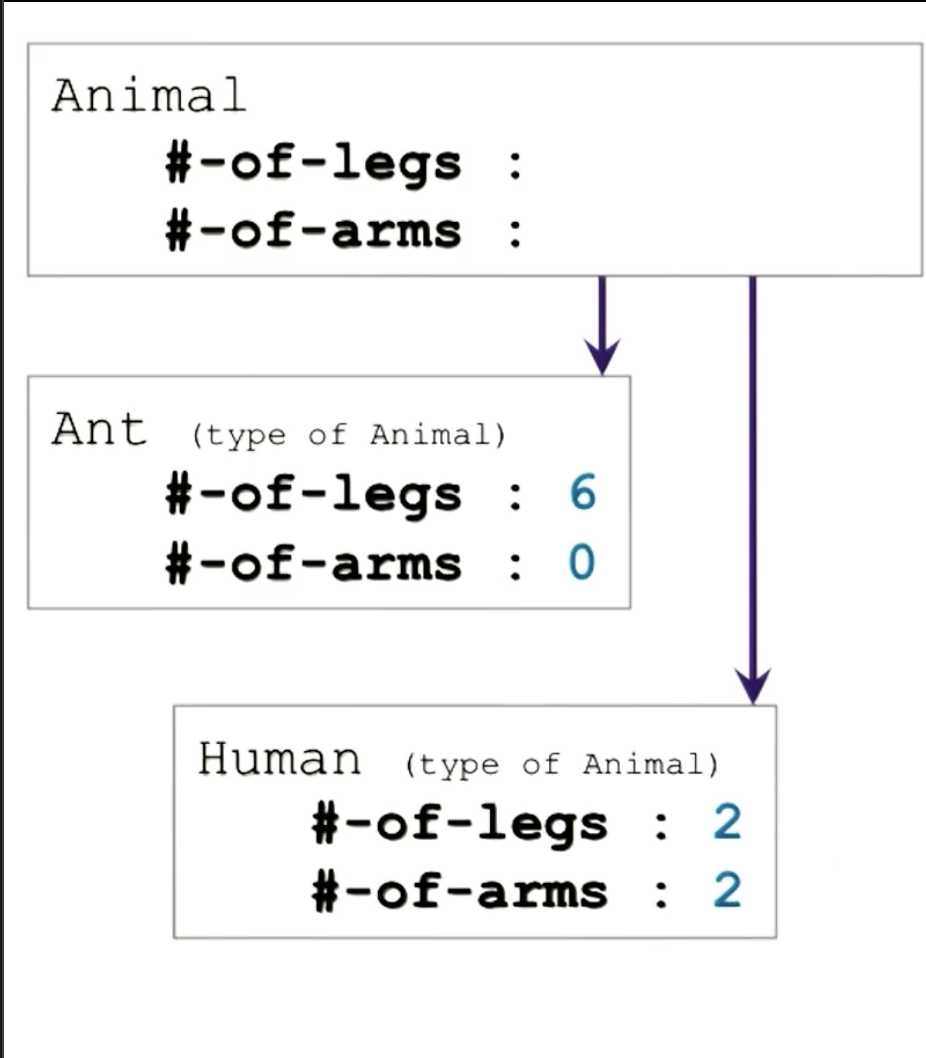 Animal
#-of-legs :
#-of-arms :
Ant (type of Animal)
#-of-legs : 6
#-of-arms : 0
Human (type of Animal)
#-of-legs : 2
#-of-arms : 2